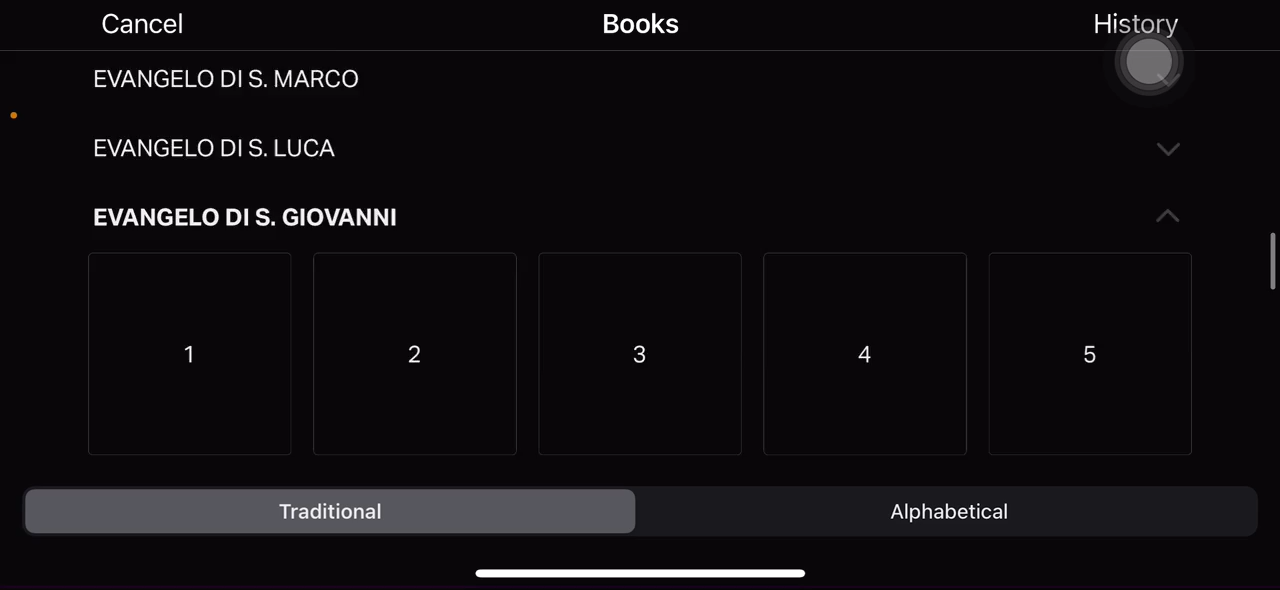 Cancel Books History
EVANGELO DI S. MARCO
EVANGELO DI S. LUCA
EVANGELO DI S. GIOVANNI
1 2 3 4 5
Traditional Alphabetical